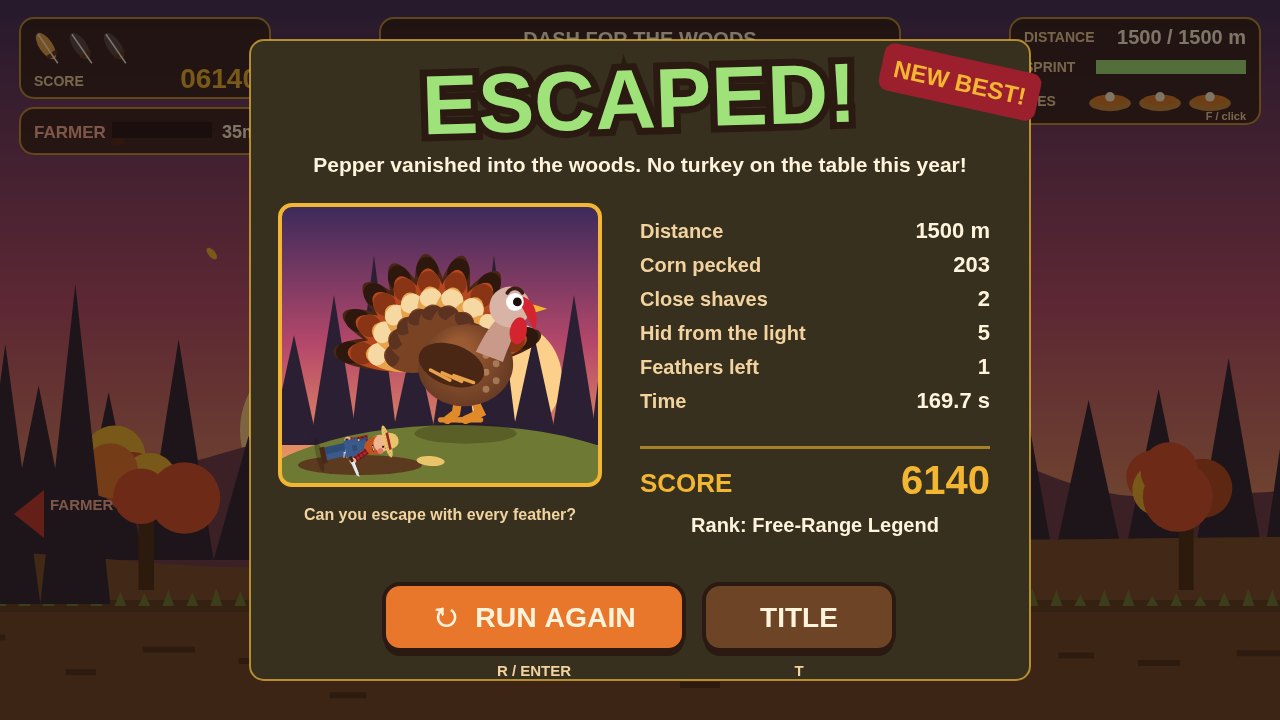 DASH FOR THE WOODS
SCORE 06140
FARMER 35m
DISTANCE 1500 / 1500 m
SPRINT
F / click
ESCAPED!
NEW BEST!
Pepper vanished into the woods. No turkey on the table this year!
Distance 1500 m
Corn pecked 203
Close shaves 2
Hid from the light 5
Feathers left 1
Time 169.7 s
SCORE 6140
Rank: Free-Range Legend
Can you escape with every feather?
FARMER
↻ RUN AGAIN
TITLE
R / ENTER
T